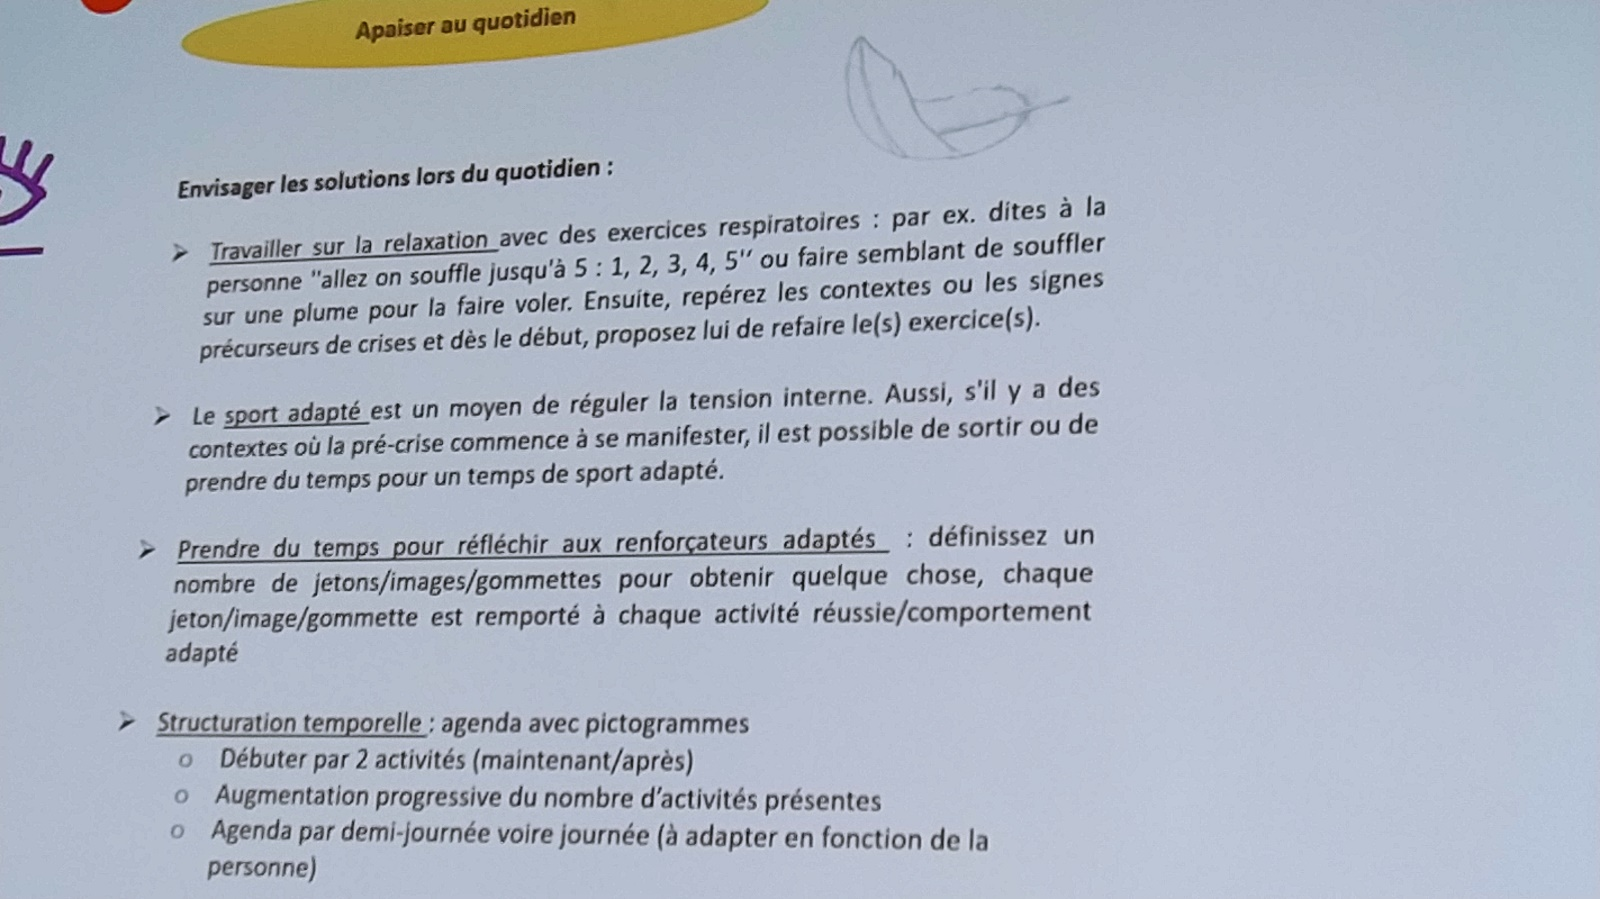 Apaiser au quotidien
Envisager les solutions lors du quotidien :
➢ Travailler sur la relaxation avec des exercices respiratoires : par ex. dites à la
personne "allez on souffle jusqu'à 5 : 1, 2, 3, 4, 5" ou faire semblant de souffler
sur une plume pour la faire voler. Ensuite, repérez les contextes ou les signes
précurseurs de crises et dès le début, proposez lui de refaire le(s) exercice(s).
➢ Le sport adapté est un moyen de réguler la tension interne. Aussi, s'il y a des
contextes où la pré-crise commence à se manifester, il est possible de sortir ou de
prendre du temps pour un temps de sport adapté.
➢ Prendre du temps pour réfléchir aux renforçateurs adaptés : définissez un
nombre de jetons/images/gommettes pour obtenir quelque chose, chaque
jeton/image/gommette est remporté à chaque activité réussie/comportement
adapté
➢ Structuration temporelle : agenda avec pictogrammes
o Débuter par 2 activités (maintenant/après)
o Augmentation progressive du nombre d'activités présentes
o Agenda par demi-journée voire journée (à adapter en fonction de la
personne)